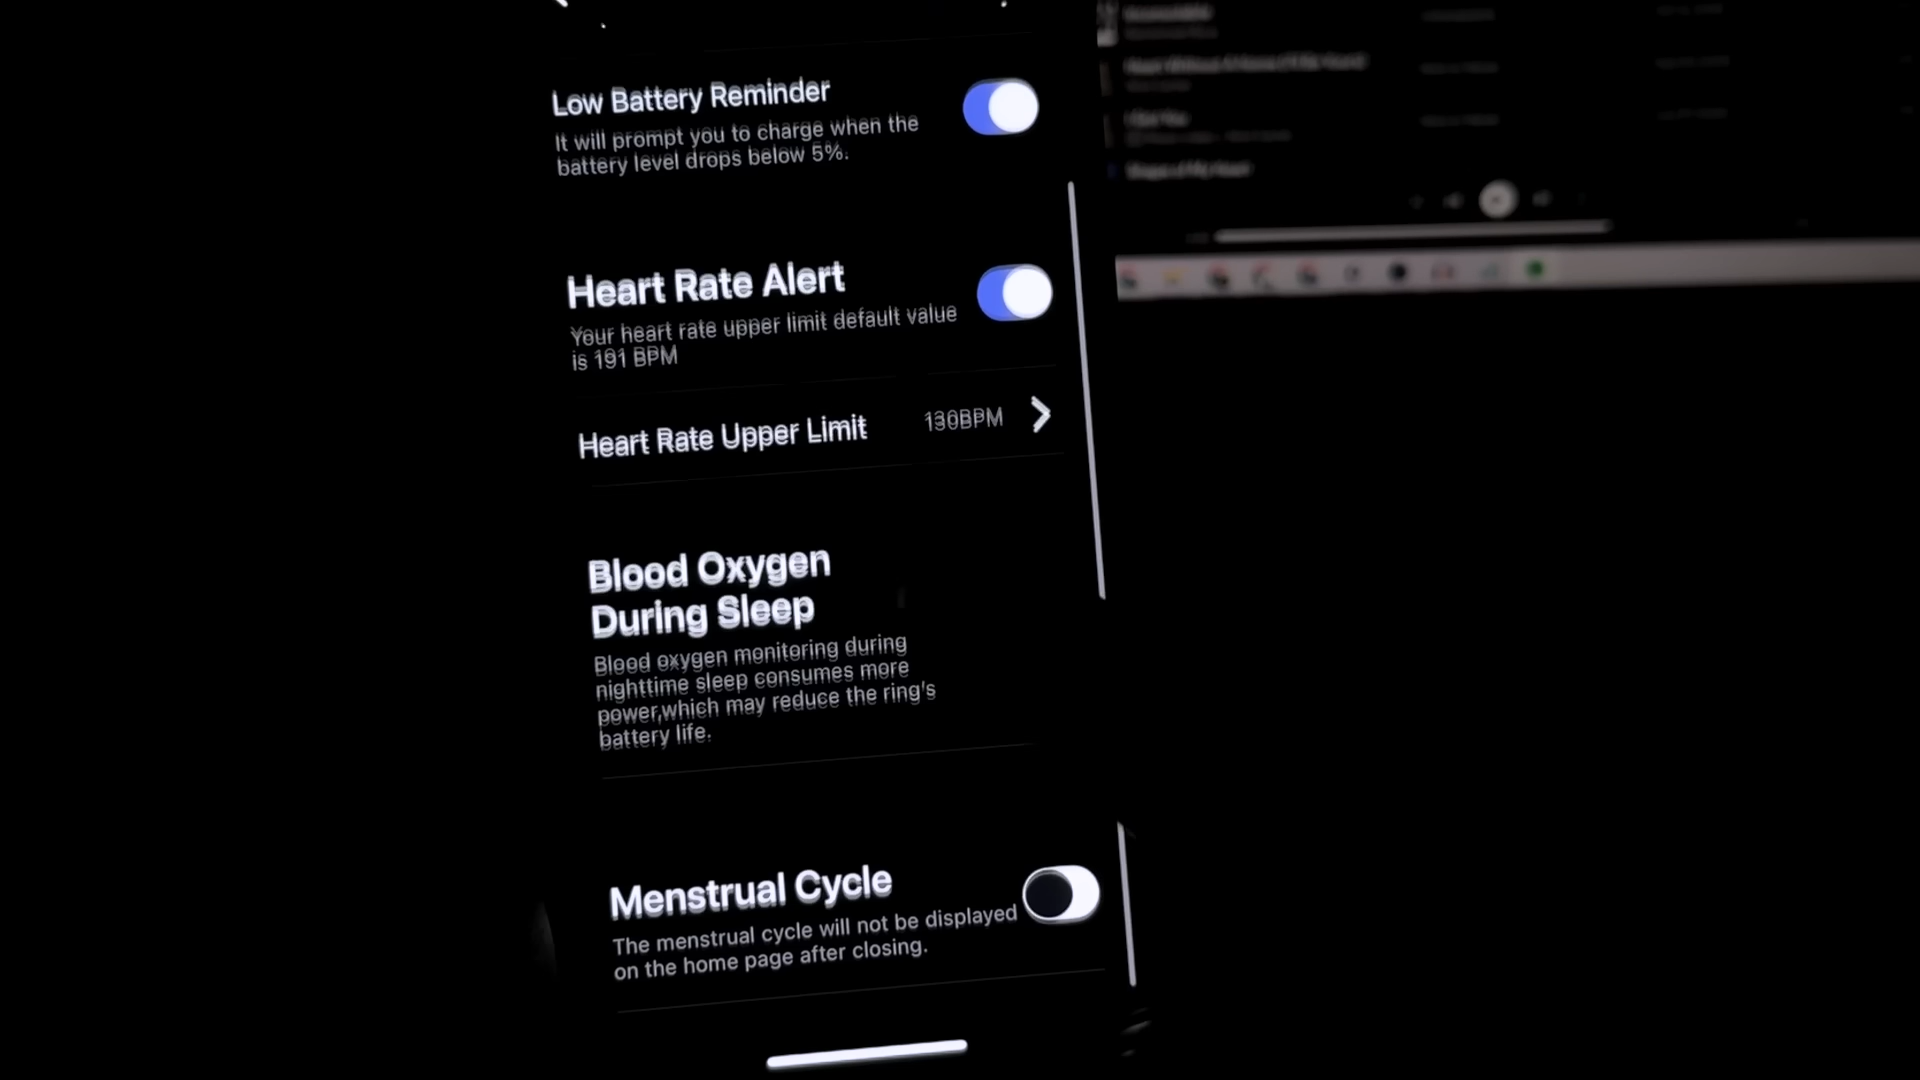 Low Battery Reminder
It will prompt you to charge when the
battery level drops below 5%.
Heart Rate Alert
Your heart rate upper limit default value
is 191 BPM
Heart Rate Upper Limit 130BPM
Blood Oxygen
During Sleep
Blood oxygen monitoring during
nighttime sleep consumes more
power,which may reduce the ring's
battery life.
Menstrual Cycle
The menstrual cycle will not be displayed
on the home page after closing.